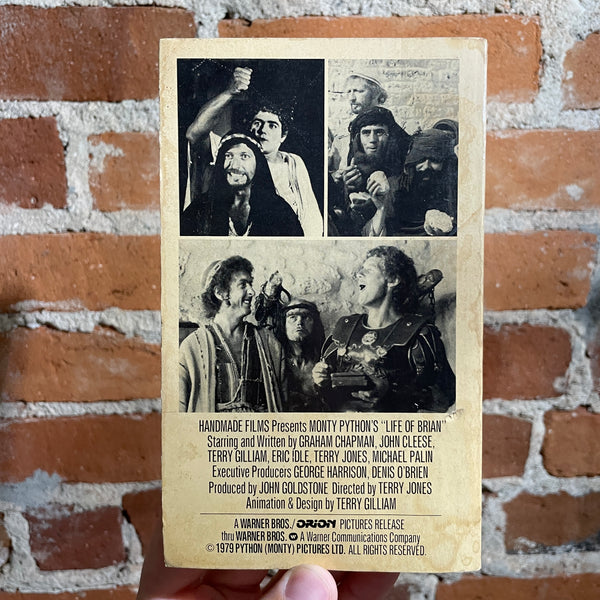 HANDMADE FILMS Presents MONTY PYTHON'S "LIFE OF BRIAN"
Starring and Written by GRAHAM CHAPMAN, JOHN CLEESE,
TERRY GILLIAM, ERIC IDLE, TERRY JONES, MICHAEL PALIN
Executive Producers GEORGE HARRISON, DENIS O'BRIEN
Produced by JOHN GOLDSTONE Directed by TERRY JONES
Animation & Design by TERRY GILLIAM
A WARNER BROS./ORION PICTURES RELEASE
thru WARNER BROS. A Warner Communications Company
© 1979 PYTHON (MONTY) PICTURES LTD. ALL RIGHTS RESERVED.